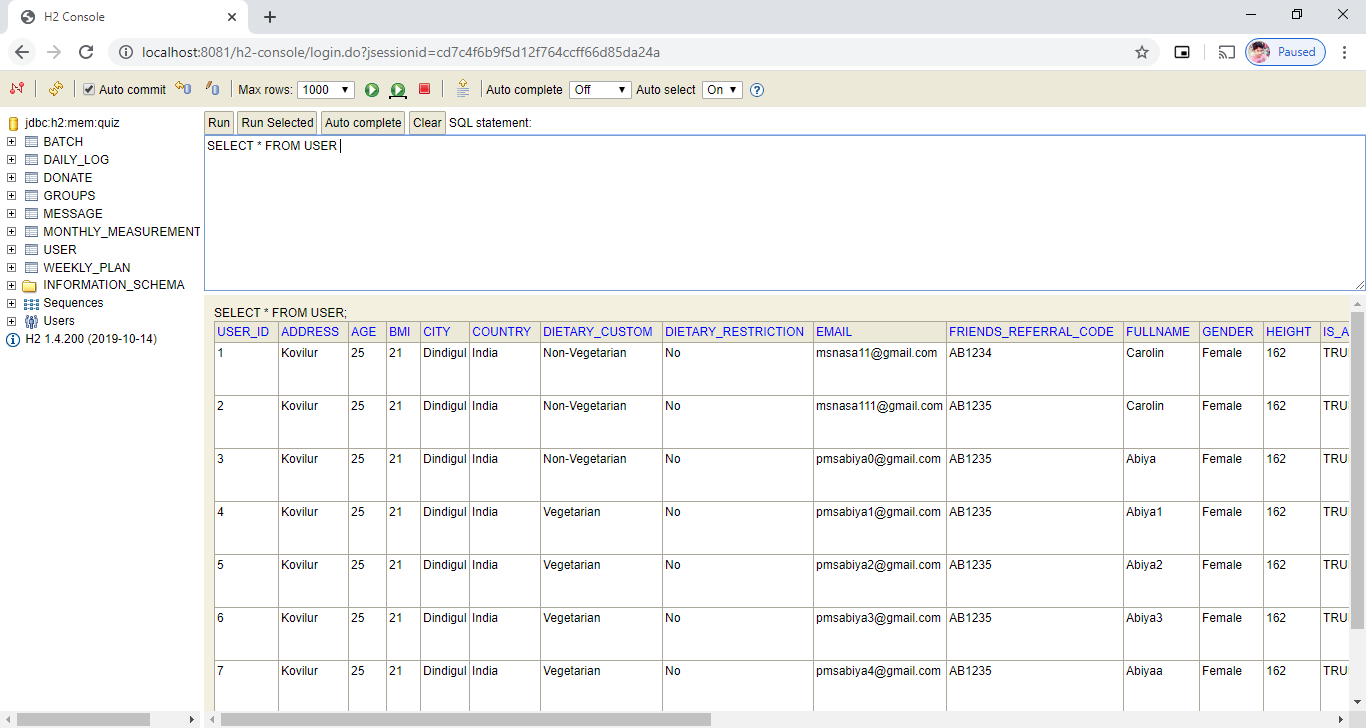 H2 Console
localhost:8081/h2-console/login.do?jsessionid=cd7c4f6b9f5d12f764ccff66d85da24a
Paused
Auto commit Max rows: 1000 Auto complete Off Auto select On ?
jdbc:h2:mem:quiz
BATCH
DAILY_LOG
DONATE
GROUPS
MESSAGE
MONTHLY_MEASUREMENT
USER
WEEKLY_PLAN
INFORMATION_SCHEMA
Sequences
Users
H2 1.4.200 (2019-10-14)
Run Run Selected Auto complete Clear SQL statement:
SELECT * FROM USER
SELECT * FROM USER;
USER_ID ADDRESS AGE BMI CITY COUNTRY DIETARY_CUSTOM DIETARY_RESTRICTION EMAIL FRIENDS_REFERRAL_CODE FULLNAME GENDER HEIGHT IS_A
1 Kovilur 25 21 Dindigul India Non-Vegetarian No msnasa11@gmail.com AB1234 Carolin Female 162 TRU
2 Kovilur 25 21 Dindigul India Non-Vegetarian No msnasa111@gmail.com AB1235 Carolin Female 162 TRU
3 Kovilur 25 21 Dindigul India Non-Vegetarian No pmsabiya0@gmail.com AB1235 Abiya Female 162 TRU
4 Kovilur 25 21 Dindigul India Vegetarian No pmsabiya1@gmail.com AB1235 Abiya1 Female 162 TRU
5 Kovilur 25 21 Dindigul India Vegetarian No pmsabiya2@gmail.com AB1235 Abiya2 Female 162 TRU
6 Kovilur 25 21 Dindigul India Vegetarian No pmsabiya3@gmail.com AB1235 Abiya3 Female 162 TRU
7 Kovilur 25 21 Dindigul India Vegetarian No pmsabiya4@gmail.com AB1235 Abiyaa Female 162 TRU